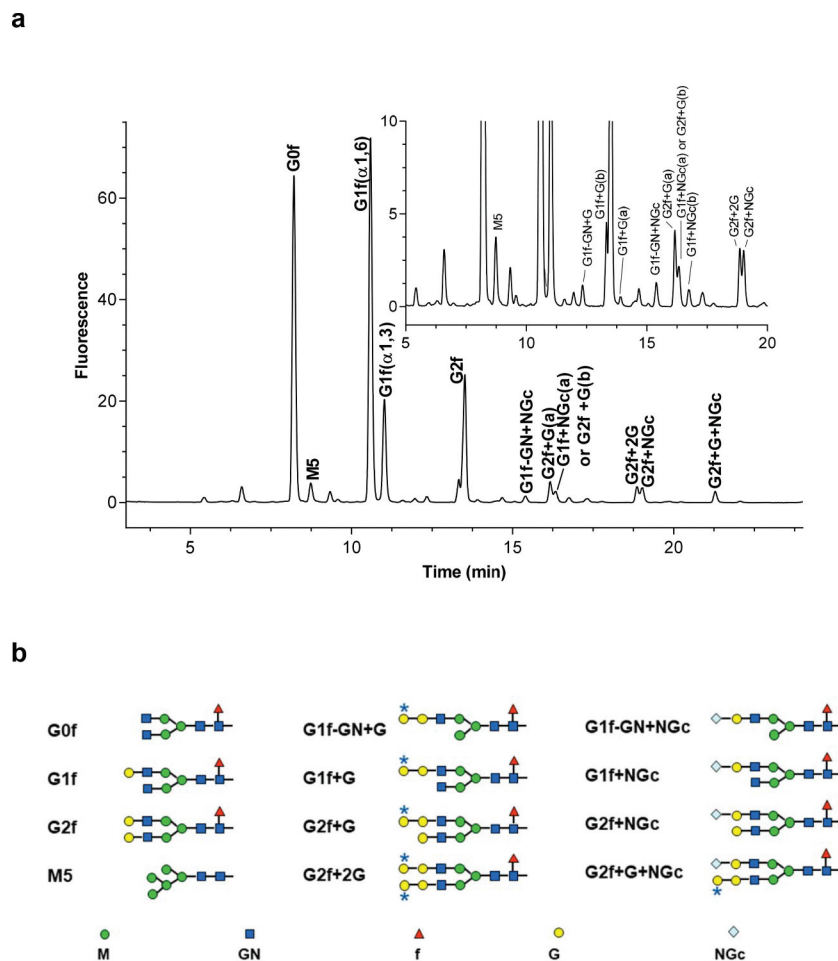 a
10
5
0
5
10
15
20
M5
G1f-GN+G
G1f+G(b)
G1f+G(a)
G1f-GN+NGc
G2f+G(a)
G1f+NGc(a) or G2f+G(b)
G1f+NGc(b)
G2f+2G
G2f+NGc
Fluorescence
60
40
20
0
G0f
M5
G1f(α1,6)
G1f(α1,3)
G2f
G1f-GN+NGc
G2f+G(a)
G1f+NGc(a)
or G2f +G(b)
G2f+2G
G2f+NGc
G2f+G+NGc
5
10
15
20
Time (min)
b
G0f
G1f-GN+G
G1f-GN+NGc
G1f
G1f+G
G1f+NGc
G2f
G2f+G
G2f+NGc
M5
G2f+2G
G2f+G+NGc
*
*
*
*
*
*
M
GN
f
G
NGc